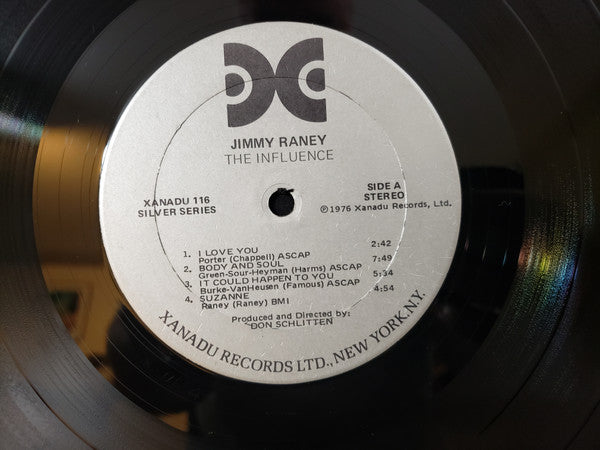 JIMMY RANEY
THE INFLUENCE
XANADU 116
SILVER SERIES
SIDE A
STEREO
℗1976 Xanadu Records, Ltd.
1. I LOVE YOU 2:42
Porter (Chappell) ASCAP
2. BODY AND SOUL 7:49
Green-Sour-Heyman (Harms) ASCAP
3. IT COULD HAPPEN TO YOU 5:34
Burke-VanHeusen (Famous) ASCAP
4. SUZANNE 4:54
Raney (Raney) BMI
Produced and Directed by:
DON SCHLITTEN
XANADU RECORDS LTD., NEW YORK.N.Y.